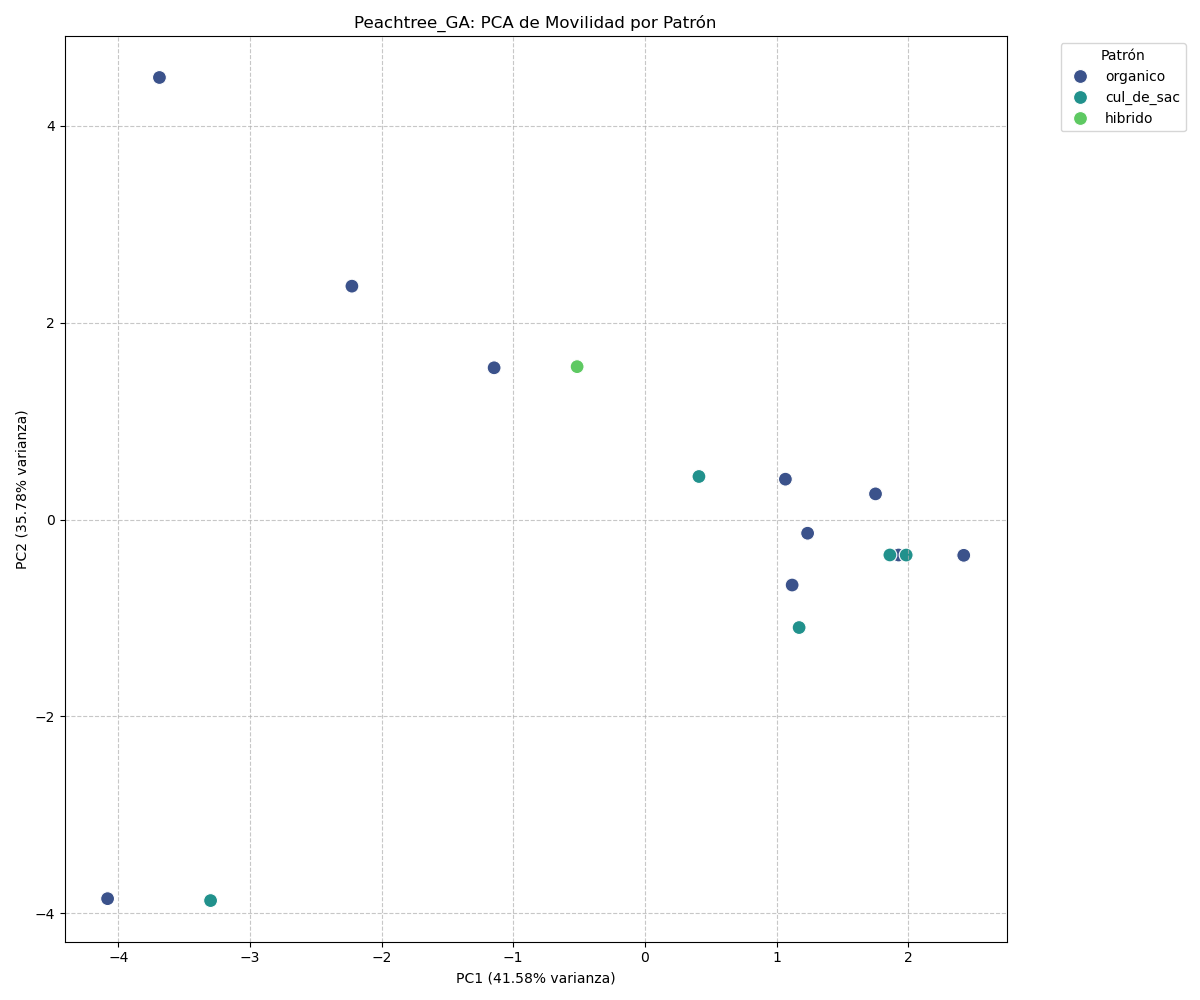 Peachtree_GA: PCA de Movilidad por Patrón
Patrón
organico
cul_de_sac
hibrido
PC2 (35.78% varianza)
4
2
0
−2
−4
−4
−3
−2
−1
0
1
2
PC1 (41.58% varianza)